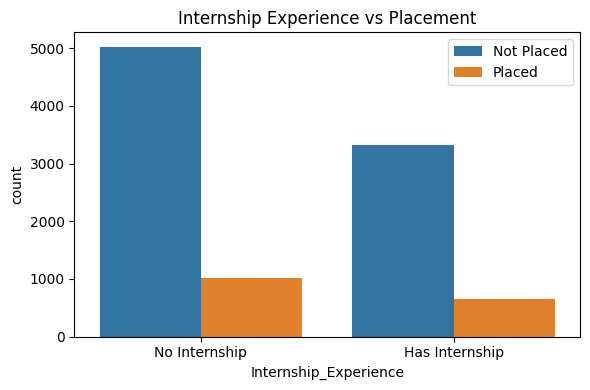 Internship Experience vs Placement
Not Placed
Placed
5000
4000
3000
2000
1000
0
count
No Internship
Has Internship
Internship_Experience